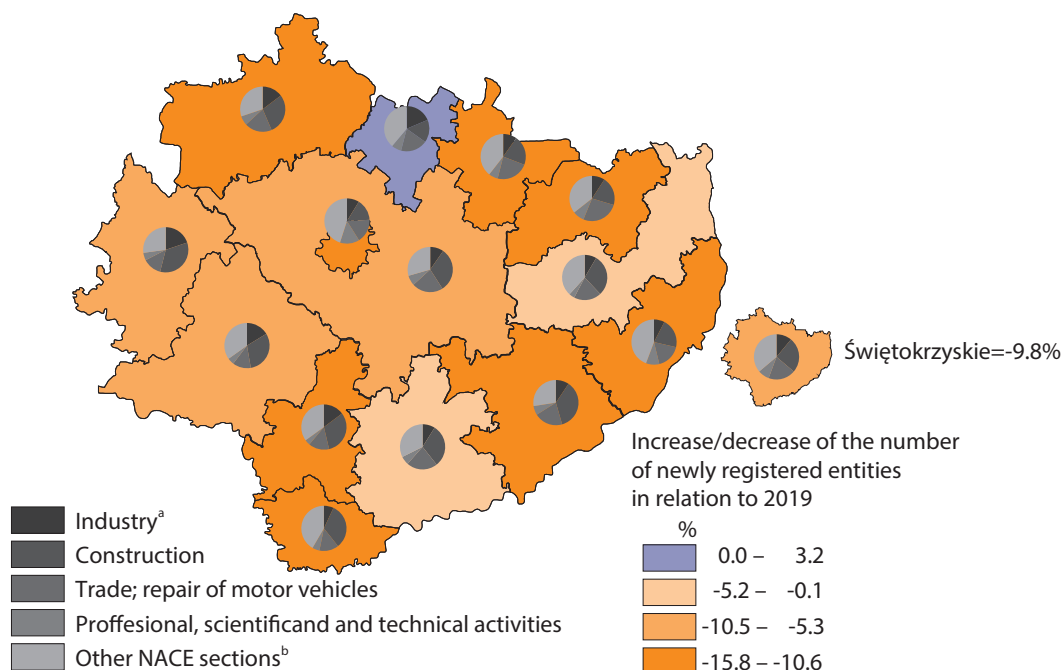 Świętokrzyskie=-9.8%
Increase/decrease of the number
of newly registered entities
in relation to 2019
%
0.0 – 3.2
-5.2 – -0.1
-10.5 – -5.3
-15.8 – -10.6
Industryᵃ
Construction
Trade; repair of motor vehicles
Proffesional, scientificand and technical activities
Other NACE sectionsᵇ